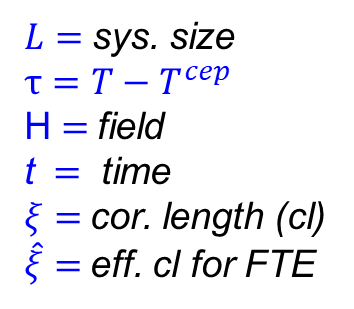 L = sys. size
τ = T − T^cep
H = field
t = time
ξ = cor. length (cl)
ξ̂ = eff. cl for FTE